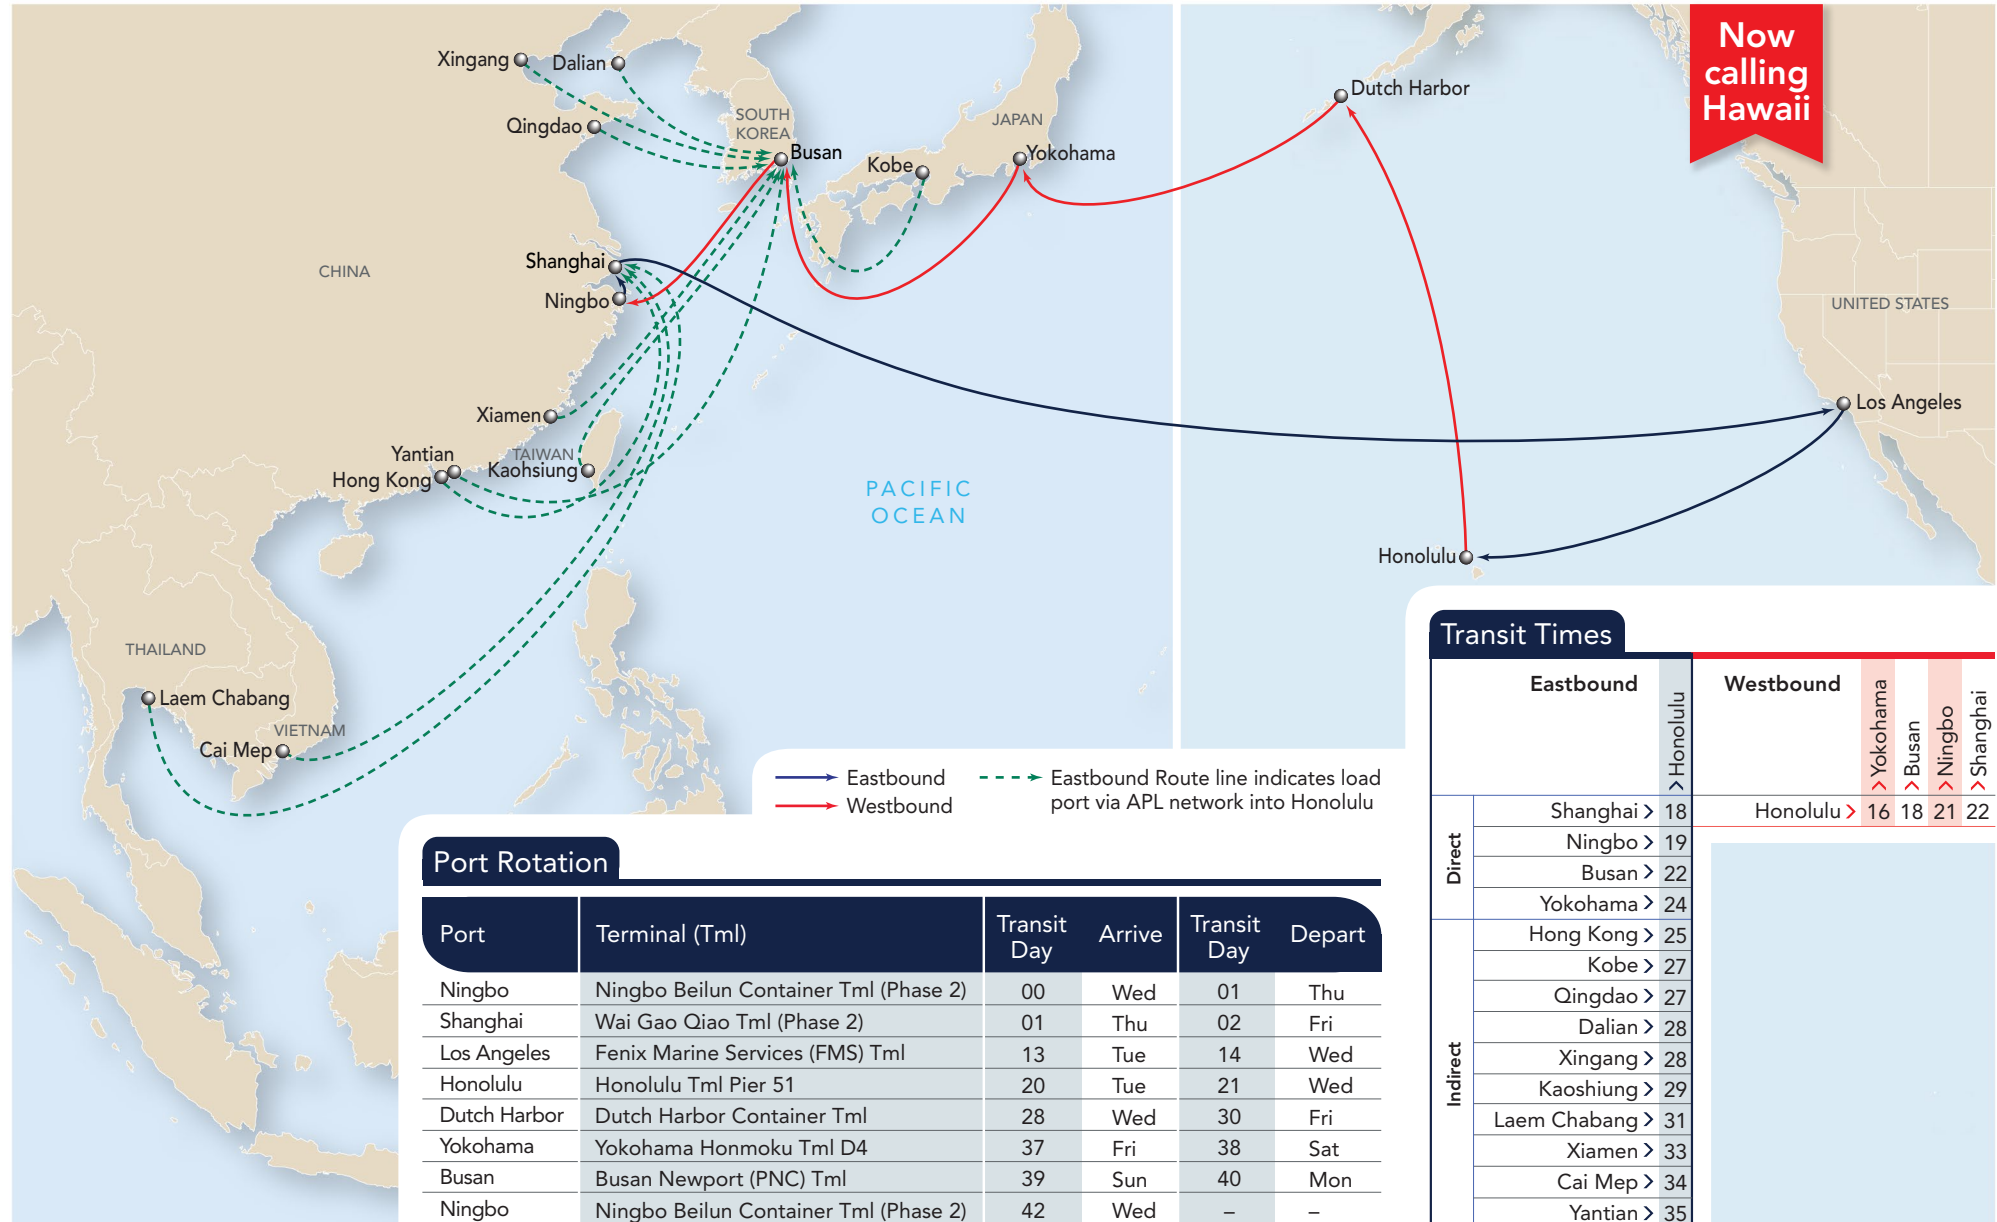 Now
calling
Hawaii
Xingang
Dalian
Dutch Harbor
Qingdao
SOUTH
KOREA
JAPAN
Busan
Kobe
Yokohama
Shanghai
CHINA
Ningbo
UNITED STATES
Los Angeles
Xiamen
Yantian
TAIWAN
Hong Kong
Kaohsiung
PACIFIC
OCEAN
Honolulu
THAILAND
Laem Chabang
VIETNAM
Cai Mep
Eastbound
Westbound
Eastbound Route line indicates load
port via APL network into Honolulu
Port Rotation
Port Terminal (Tml) Transit Day Arrive Transit Day Depart
Ningbo Ningbo Beilun Container Tml (Phase 2) 00 Wed 01 Thu
Shanghai Wai Gao Qiao Tml (Phase 2) 01 Thu 02 Fri
Los Angeles Fenix Marine Services (FMS) Tml 13 Tue 14 Wed
Honolulu Honolulu Tml Pier 51 20 Tue 21 Wed
Dutch Harbor Dutch Harbor Container Tml 28 Wed 30 Fri
Yokohama Yokohama Honmoku Tml D4 37 Fri 38 Sat
Busan Busan Newport (PNC) Tml 39 Sun 40 Mon
Ningbo Ningbo Beilun Container Tml (Phase 2) 42 Wed – –
Transit Times
Eastbound > Honolulu
Direct
Shanghai > 18
Ningbo > 19
Busan > 22
Yokohama > 24
Indirect
Hong Kong > 25
Kobe > 27
Qingdao > 27
Dalian > 28
Xingang > 28
Kaoshiung > 29
Laem Chabang > 31
Xiamen > 33
Cai Mep > 34
Yantian > 35
Westbound > Yokohama > Busan > Ningbo > Shanghai
Honolulu > 16 18 21 22